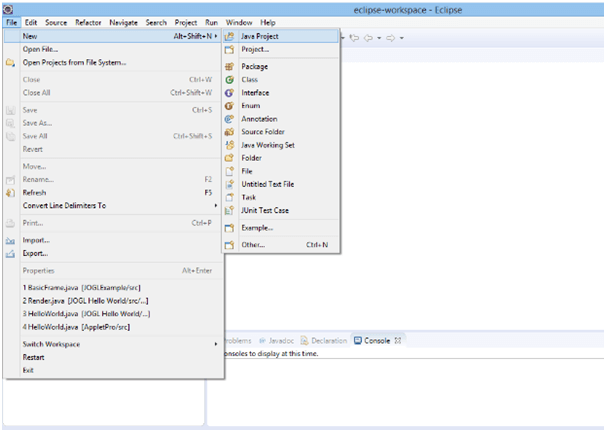 eclipse-workspace - Eclipse
File Edit Source Refactor Navigate Search Project Run Window Help
New Alt+Shift+N
Open File...
Open Projects from File System...
Close Ctrl+W
Close All Ctrl+Shift+W
Save Ctrl+S
Save As...
Save All Ctrl+Shift+S
Revert
Move...
Rename... F2
Refresh F5
Convert Line Delimiters To
Print... Ctrl+P
Import...
Export...
Properties Alt+Enter
1 BasicFrame.java [JOGLExample/src]
2 Render.java [JOGL Hello World/src/...]
3 HelloWorld.java [JOGL Hello World/...]
4 HelloWorld.java [AppletPro/src]
Switch Workspace
Restart
Exit
Java Project
Project...
Package
Class
Interface
Enum
Annotation
Source Folder
Java Working Set
Folder
File
Untitled Text File
Task
JUnit Test Case
Example...
Other... Ctrl+N
roblems Javadoc Declaration Console
onsoles to display at this time.